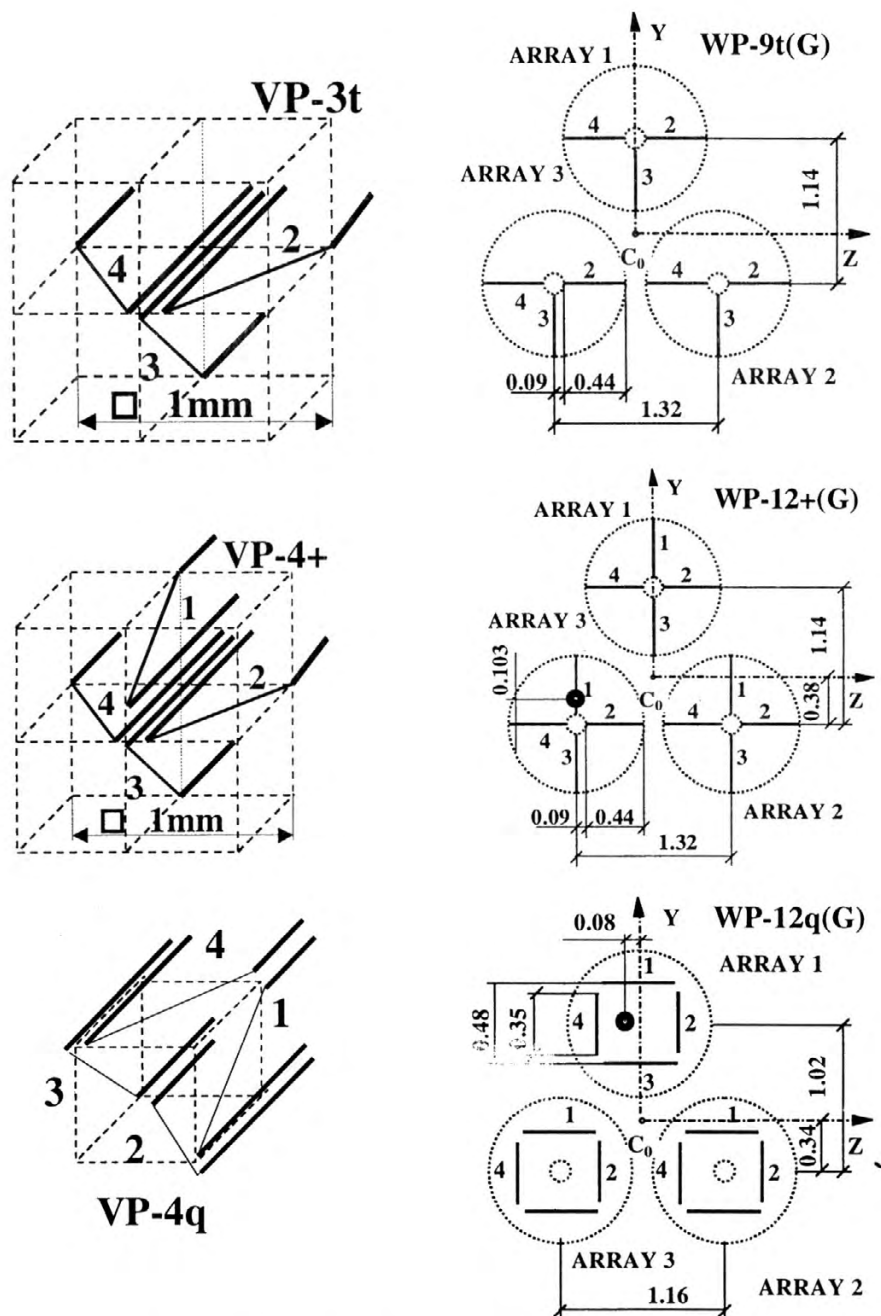 VP-3t
4
2
3
1mm
WP-9t(G)
Y
ARRAY 1
4 2
3
ARRAY 3
1.14
C0 Z
4 2 4 2
3 3
ARRAY 2
0.09 0.44
1.32
VP-4+
1
2
4
3
1mm
WP-12+(G)
Y
ARRAY 1
1
4 2
3
ARRAY 3
1.14
0.103
C0 Z
0.38
1 1
4 2 4 2
3 3
ARRAY 2
0.09 0.44
1.32
4
1
3
2
VP-4q
WP-12q(G)
0.08
Y
ARRAY 1
1
0.48
0.35
4 2
3
1.02
C0 Z
0.34
1 1
4 2 4 2
ARRAY 3
1.16
ARRAY 2